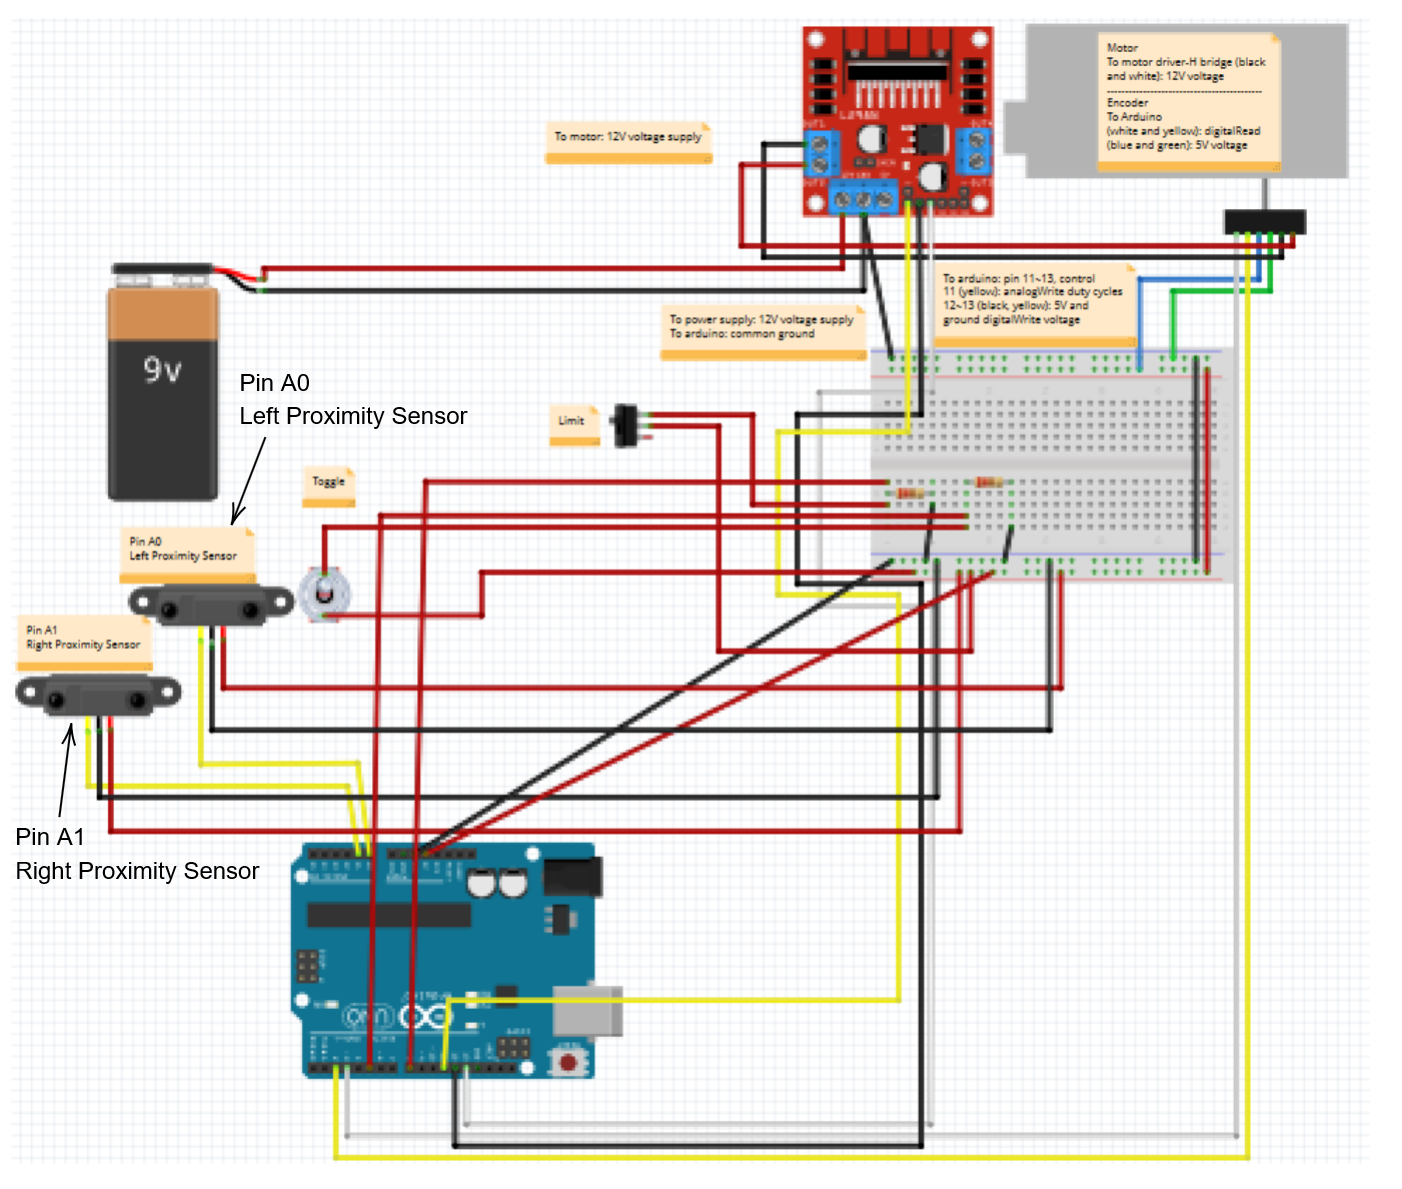 Motor
To motor driver-H bridge (black
and white): 12V voltage
--------------------------------------------
Encoder
To Arduino
(white and yellow): digitalRead
(blue and green): 5V voltage
To motor: 12V voltage supply
To arduino: pin 11~13, control
11 (yellow): analogWrite duty cycles
12~13 (black, yellow): 5V and
ground digitalWrite voltage
To power supply: 12V voltage supply
To arduino: common ground
9v
Pin A0
Left Proximity Sensor
Limit
Toggle
Pin A0
Left Proximity Sensor
Pin A1
Right Proximity Sensor
Pin A1
Right Proximity Sensor